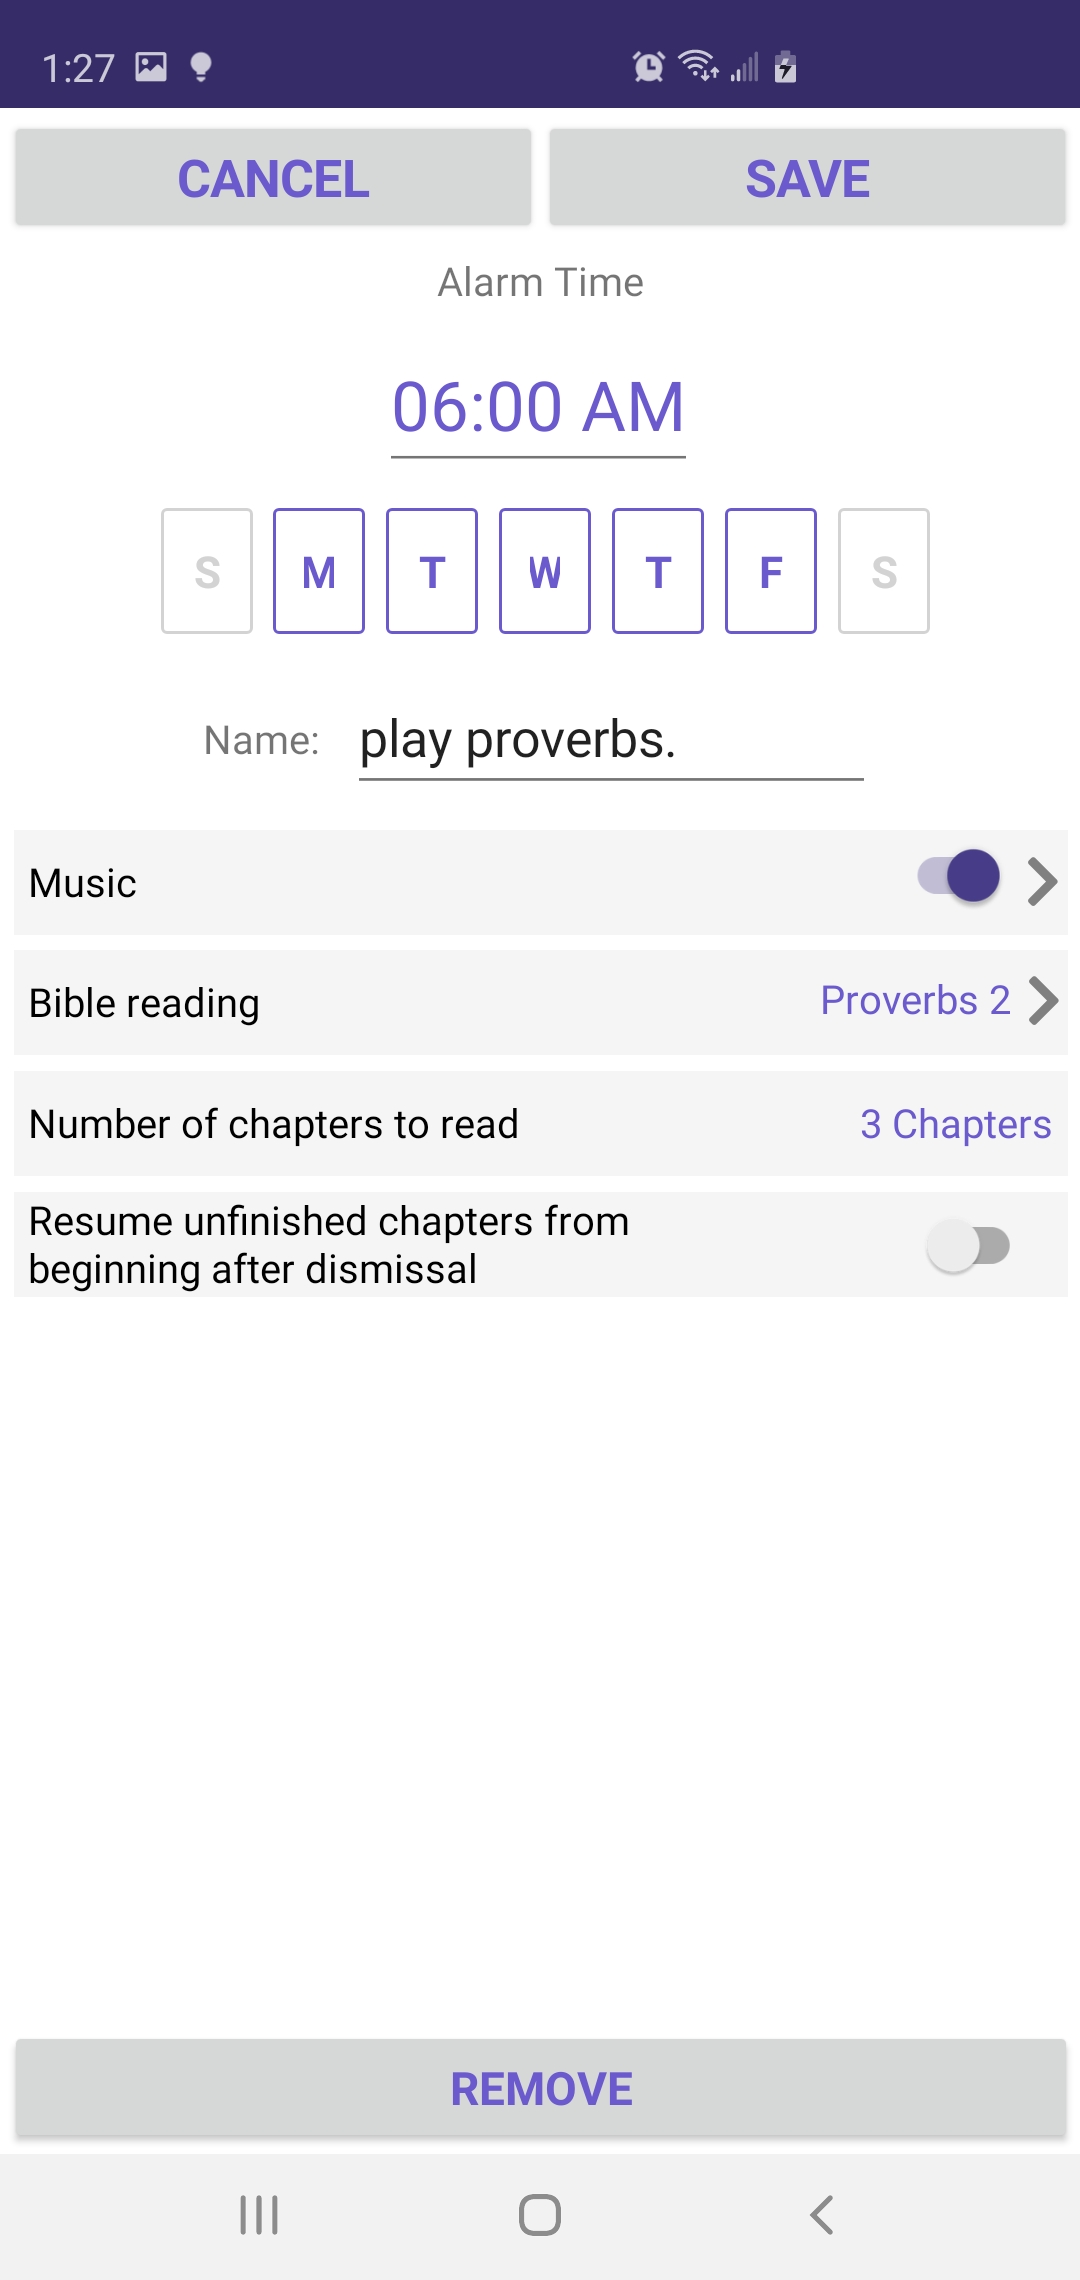 1:27
CANCEL SAVE
Alarm Time
06:00 AM
S M T W T F S
Name: play proverbs.
Music
Bible reading Proverbs 2
Number of chapters to read 3 Chapters
Resume unfinished chapters from
beginning after dismissal
REMOVE